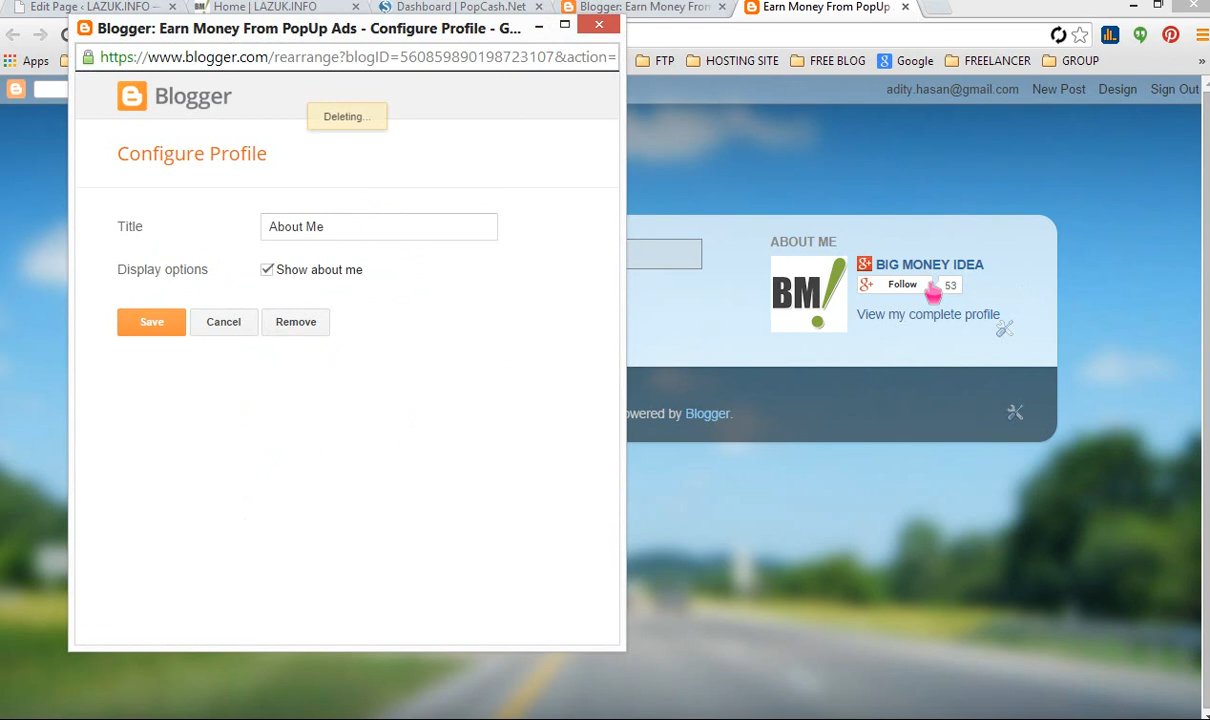 Edit Page ‹ LAZUK.INFO —
Home | LAZUK.INFO
Dashboard | PopCash.Net
Blogger: Earn Money From
Earn Money From PopUp
Blogger: Earn Money From PopUp Ads - Configure Profile - G...
https://www.blogger.com/rearrange?blogID=560859890198723107&action=
Apps
FTP
HOSTING SITE
FREE BLOG
Google
FREELANCER
GROUP
»
adity.hasan@gmail.com New Post Design Sign Out
Blogger
Deleting...
Configure Profile
Title
About Me
Display options
Show about me
Save
Cancel
Remove
ABOUT ME
BM!
BIG MONEY IDEA
Follow
53
View my complete profile
owered by Blogger.